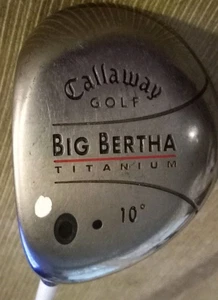 Callaway
GOLF
BIG BERTHA
TITANIUM
10°